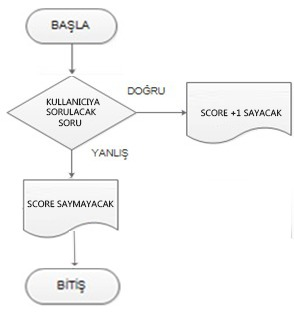 BAŞLA
KULLANICIYA
SORULACAK
SORU
DOĞRU
SCORE +1 SAYACAK
YANLIŞ
SCORE SAYMAYACAK
BİTİŞ